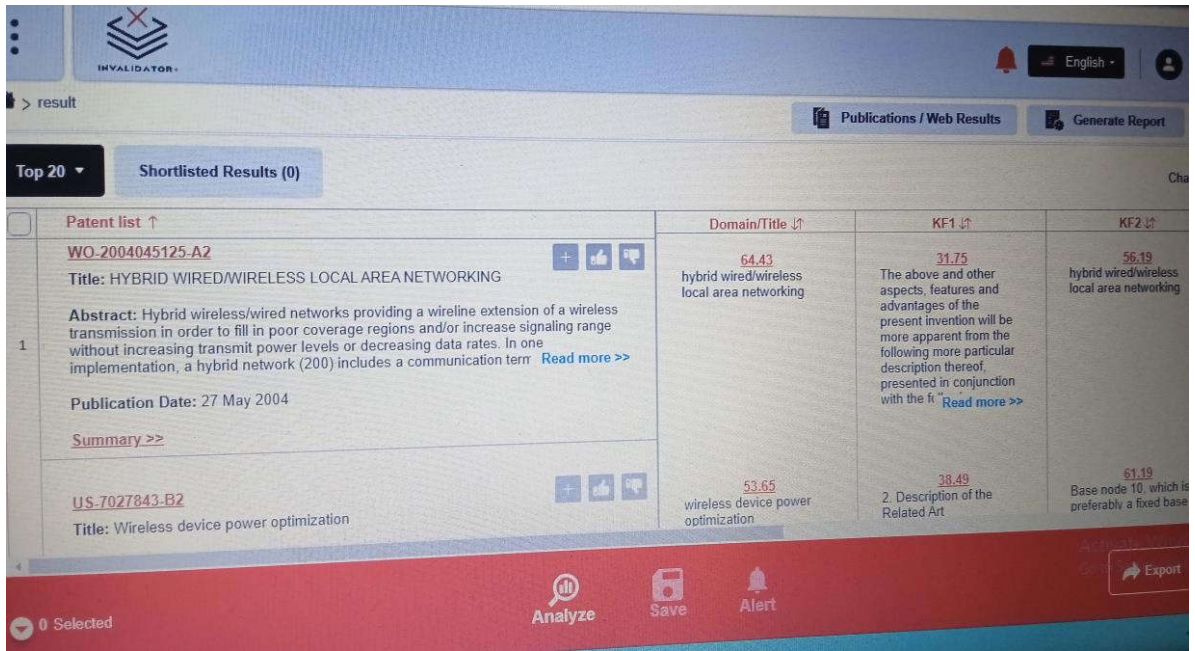 INVALIDATOR
English
> result
Publications / Web Results
Generate Report
Top 20
Shortlisted Results (0)
Cha
Patent list ↑
Domain/Title ↓↑
KF1 ↓↑
KF2 ↓↑
1
WO-2004045125-A2
Title: HYBRID WIRED/WIRELESS LOCAL AREA NETWORKING
Abstract: Hybrid wireless/wired networks providing a wireline extension of a wireless
transmission in order to fill in poor coverage regions and/or increase signaling range
without increasing transmit power levels or decreasing data rates. In one
implementation, a hybrid network (200) includes a communication term Read more >>
Publication Date: 27 May 2004
Summary >>
64.43
hybrid wired/wireless
local area networking
31.75
The above and other
aspects, features and
advantages of the
present invention will be
more apparent from the
following more particular
description thereof,
presented in conjunction
with the fo Read more >>
56.19
hybrid wired/wireless
local area networking
US-7027843-B2
Title: Wireless device power optimization
53.65
wireless device power
optimization
38.49
2. Description of the
Related Art
61.19
Base node 10, which is
preferably a fixed base
0 Selected
Analyze
Save
Alert
Export